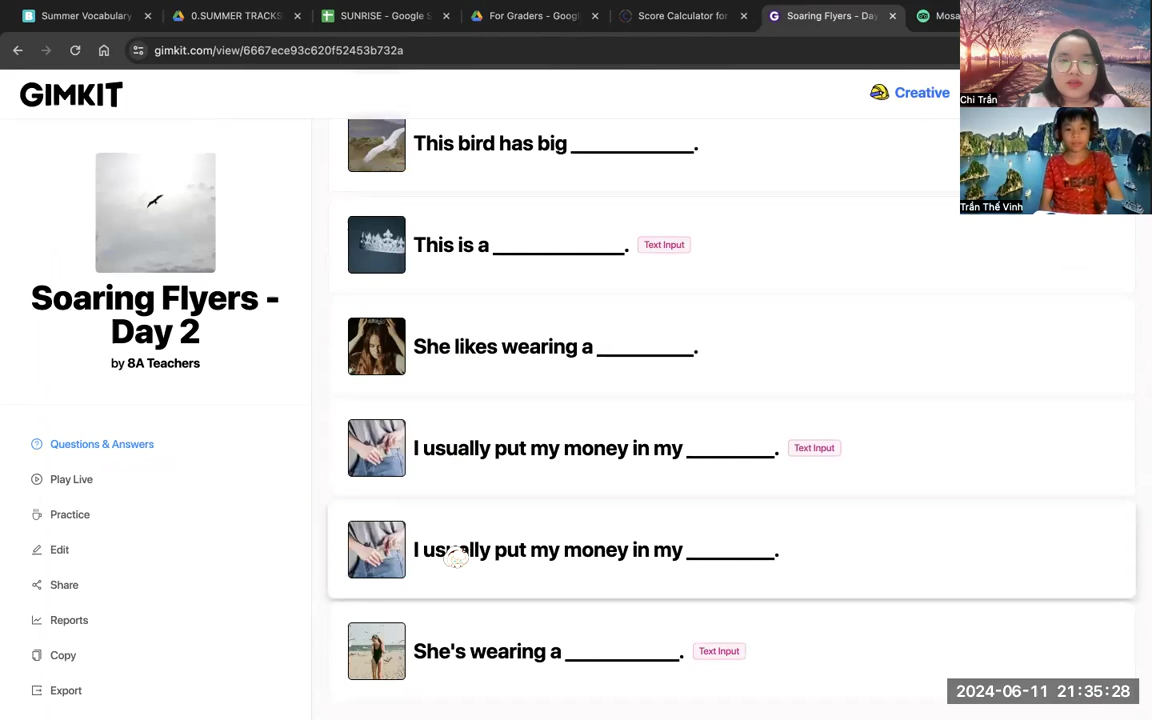 Summer Vocabulary
0.SUMMER TRACKS
SUNRISE - Google S
For Graders - Goog
Score Calculator for
Soaring Flyers - Day
Mosa
gimkit.com/view/6667ece93c620f52453b732a
GIMKIT
Creative
Chi Trần
Trần Thế Vinh
Soaring Flyers -
Day 2
by 8A Teachers
Questions & Answers
Play Live
Practice
Edit
Share
Reports
Copy
Export
This bird has big ____________.
This is a _____________. Text Input
She likes wearing a _________.
I usually put my money in my ________. Text Input
I usually put my money in my ________.
She's wearing a ___________. Text Input
2024-06-11 21:35:28